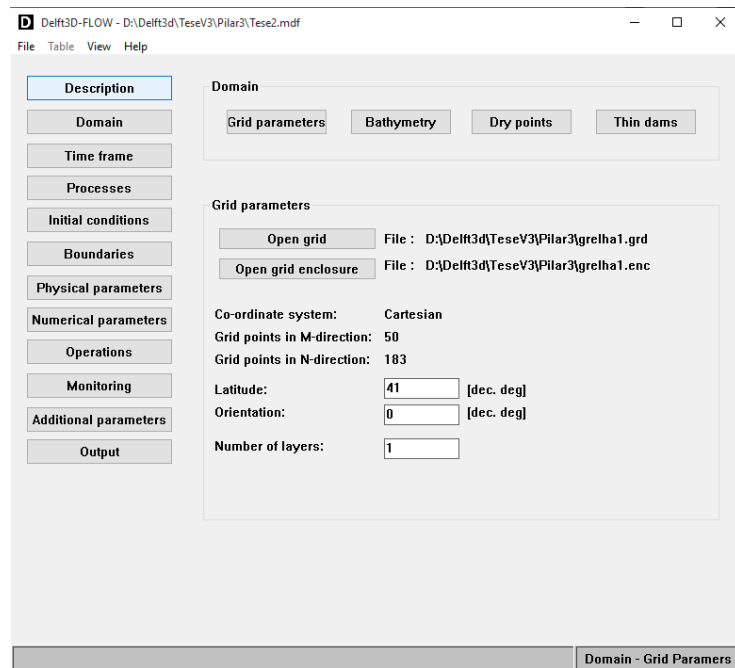 D Delft3D-FLOW - D:\Delft3d\TeseV3\Pilar3\Tese2.mdf
File Table View Help
Description
Domain
Time frame
Processes
Initial conditions
Boundaries
Physical parameters
Numerical parameters
Operations
Monitoring
Additional parameters
Output
Domain
Grid parameters Bathymetry Dry points Thin dams
Grid parameters
Open grid File : D:\Delft3d\TeseV3\Pilar3\grelha1.grd
Open grid enclosure File : D:\Delft3d\TeseV3\Pilar3\grelha1.enc
Co-ordinate system: Cartesian
Grid points in M-direction: 50
Grid points in N-direction: 183
Latitude: 41 [dec. deg]
Orientation: 0 [dec. deg]
Number of layers: 1
Domain - Grid Paramers